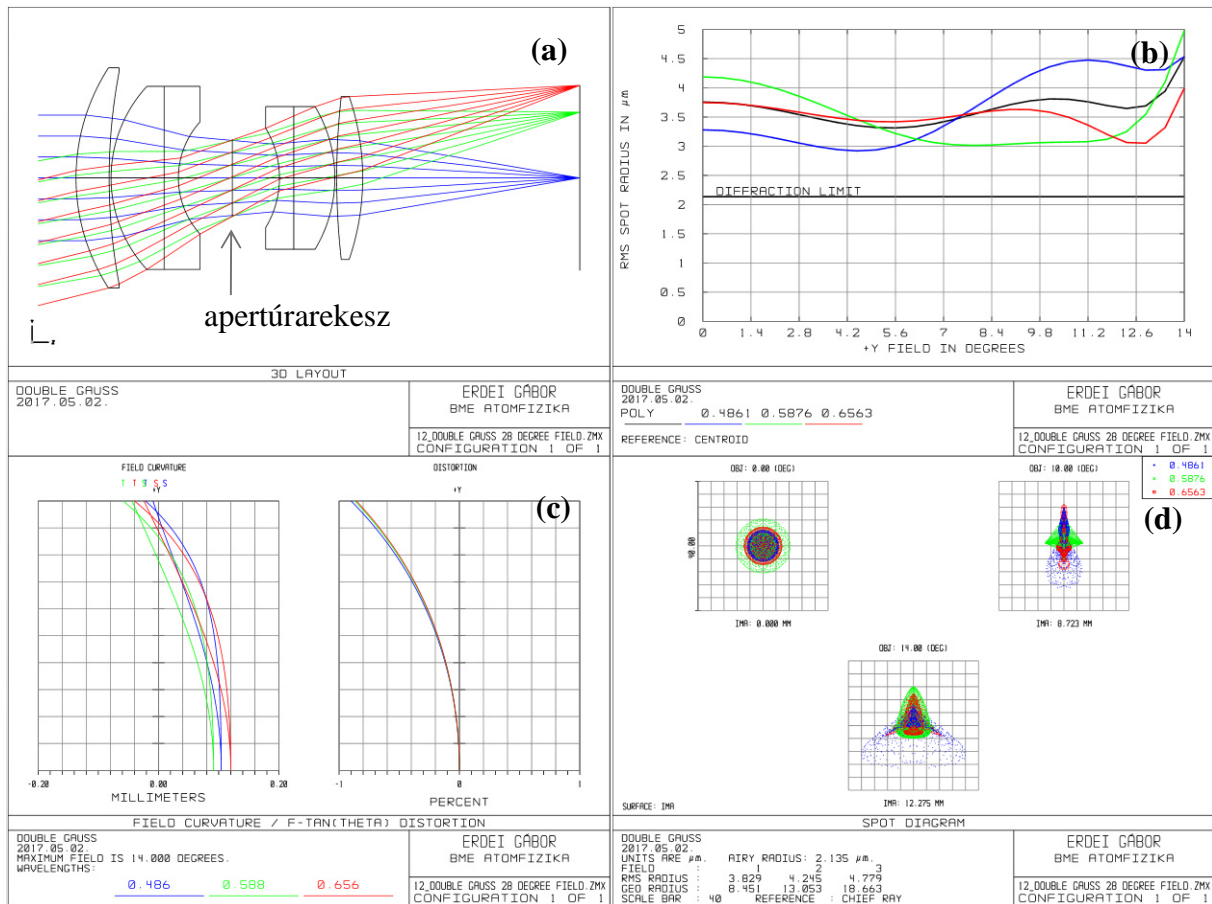 (a)
apertúrarekesz
3D LAYOUT
DOUBLE GAUSS
2017.05.02.
ERDEI GÁBOR
BME ATOMFIZIKA
12_DOUBLE GAUSS 28 DEGREE FIELD.ZMX
CONFIGURATION 1 OF 1
(b)
5
4.5
4
3.5
3
2.5
2
1.5
1
0.5
0
RMS SPOT RADIUS IN µm
DIFFRACTION LIMIT
0 1.4 2.8 4.2 5.6 7 8.4 9.8 11.2 12.6 14
+Y FIELD IN DEGREES
DOUBLE GAUSS
2017.05.02.
POLY 0.4861 0.5876 0.6563
REFERENCE: CENTROID
ERDEI GÁBOR
BME ATOMFIZIKA
12_DOUBLE GAUSS 28 DEGREE FIELD.ZMX
CONFIGURATION 1 OF 1
FIELD CURVATURE
+Y
DISTORTION
+Y
(c)
-0.20 0.00 0.20
MILLIMETERS
-1 0 1
PERCENT
FIELD CURVATURE / F-TAN(THETA) DISTORTION
DOUBLE GAUSS
2017.05.02.
MAXIMUM FIELD IS 14.000 DEGREES.
WAVELENGTHS:
0.486 0.588 0.656
ERDEI GÁBOR
BME ATOMFIZIKA
12_DOUBLE GAUSS 28 DEGREE FIELD.ZMX
CONFIGURATION 1 OF 1
0.4861
0.5876
0.6563
(d)
OBJ: 0.00 (DEG)
40.00
IMA: 0.000 MM
OBJ: 10.00 (DEG)
IMA: 8.723 MM
OBJ: 14.00 (DEG)
IMA: 12.275 MM
SURFACE: IMA
SPOT DIAGRAM
DOUBLE GAUSS
2017.05.02.
UNITS ARE µm. AIRY RADIUS: 2.135 µm.
FIELD : 1 2 3
RMS RADIUS : 3.829 4.245 4.779
GEO RADIUS : 8.451 13.053 18.663
SCALE BAR : 40 REFERENCE : CHIEF RAY
ERDEI GÁBOR
BME ATOMFIZIKA
12_DOUBLE GAUSS 28 DEGREE FIELD.ZMX
CONFIGURATION 1 OF 1